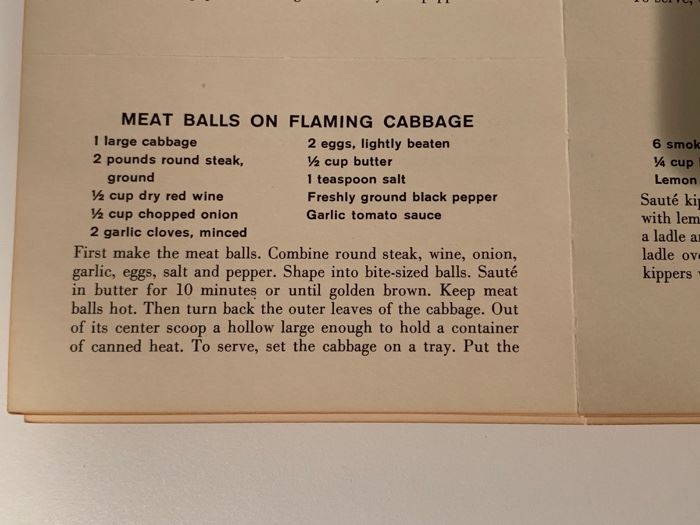 MEAT BALLS ON FLAMING CABBAGE
1 large cabbage
2 pounds round steak,
ground
½ cup dry red wine
½ cup chopped onion
2 garlic cloves, minced
2 eggs, lightly beaten
½ cup butter
1 teaspoon salt
Freshly ground black pepper
Garlic tomato sauce
First make the meat balls. Combine round steak, wine, onion,
garlic, eggs, salt and pepper. Shape into bite-sized balls. Sauté
in butter for 10 minutes or until golden brown. Keep meat
balls hot. Then turn back the outer leaves of the cabbage. Out
of its center scoop a hollow large enough to hold a container
of canned heat. To serve, set the cabbage on a tray. Put the
6 smok
¼ cup
Lemon
Sauté ki
with lem
a ladle a
ladle ov
kippers